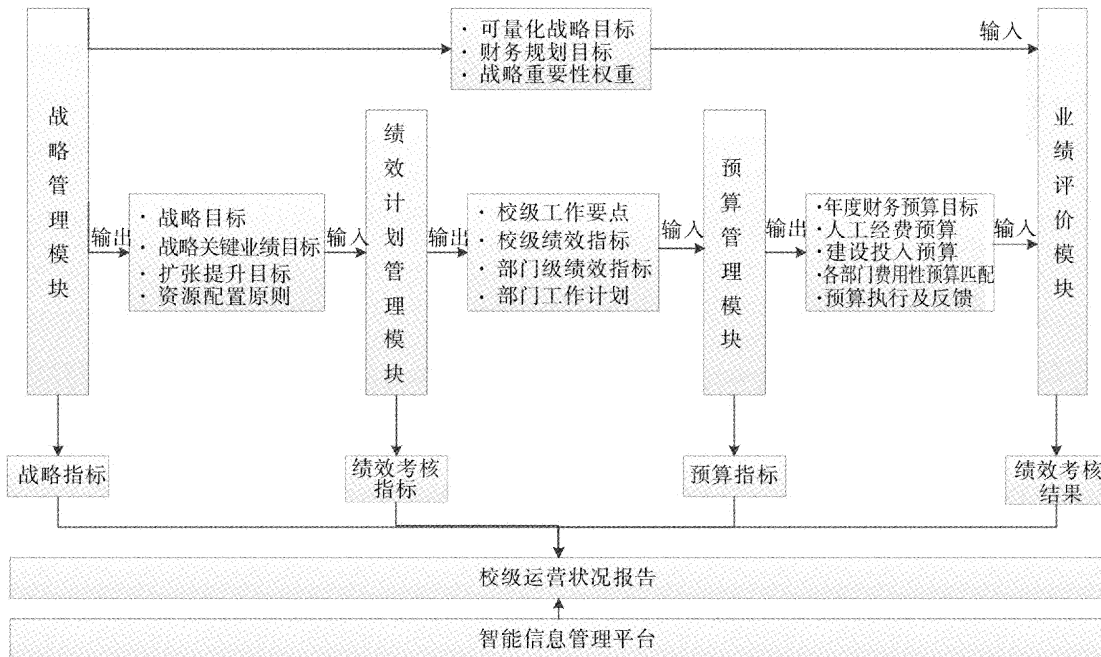 · 可量化战略目标
· 财务规划目标
· 战略重要性权重
输入
战略管理模块
输出
· 战略目标
· 战略关键业绩目标
· 扩张提升目标
· 资源配置原则
输入
绩效计划管理模块
输出
· 校级工作要点
· 校级绩效指标
· 部门级绩效指标
· 部门工作计划
输入
预算管理模块
输出
·年度财务预算目标
·人工经费预算
·建设投入预算
·各部门费用性预算匹配
·预算执行及反馈
输入
业绩评价模块
战略指标
绩效考核
指标
预算指标
绩效考核
结果
校级运营状况报告
智能信息管理平台